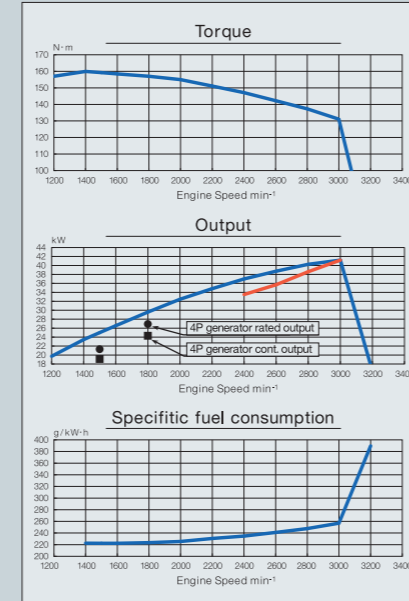 Torque
N·m
170
160
150
140
130
120
110
100
1200 1400 1600 1800 2000 2200 2400 2600 2800 3000 3200 3400
Engine Speed min-1
Output
kW
44
42
40
38
36
34
32
30
28
26
24
22
20
18
4P generator rated output
4P generator cont. output
1200 1400 1600 1800 2000 2200 2400 2600 2800 3000 3200 340
Engine Speed min-1
Specifitic fuel consumption
g/kW·h
400
380
360
340
320
300
280
260
240
220
200
1200 1400 1600 1800 2000 2200 2400 2600 2800 3000 3200 340
Engine Speed min-1